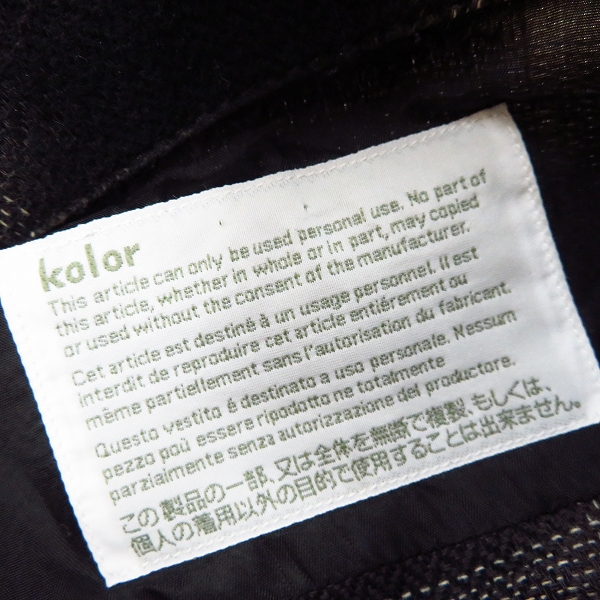 kolor
This article can only be used personal use. No part of
this article, whether in whole or in part, may copied
or used without the consent of the manufacturer.
Cet article est destiné à un usage personnel. Il est
interdit de reproduire cet article entiérement ou
même partiellement sans l'autorisation du fabricant.
Questo vestito é destinato a uso personale. Nessum
pezzo poù essere ripodotto ne totalmente
parzialmente senza autorizzazione del productore.
この製品の一部、又は全体を無断で複製、もしくは、
個人の着用以外の目的で使用することは出来ません。